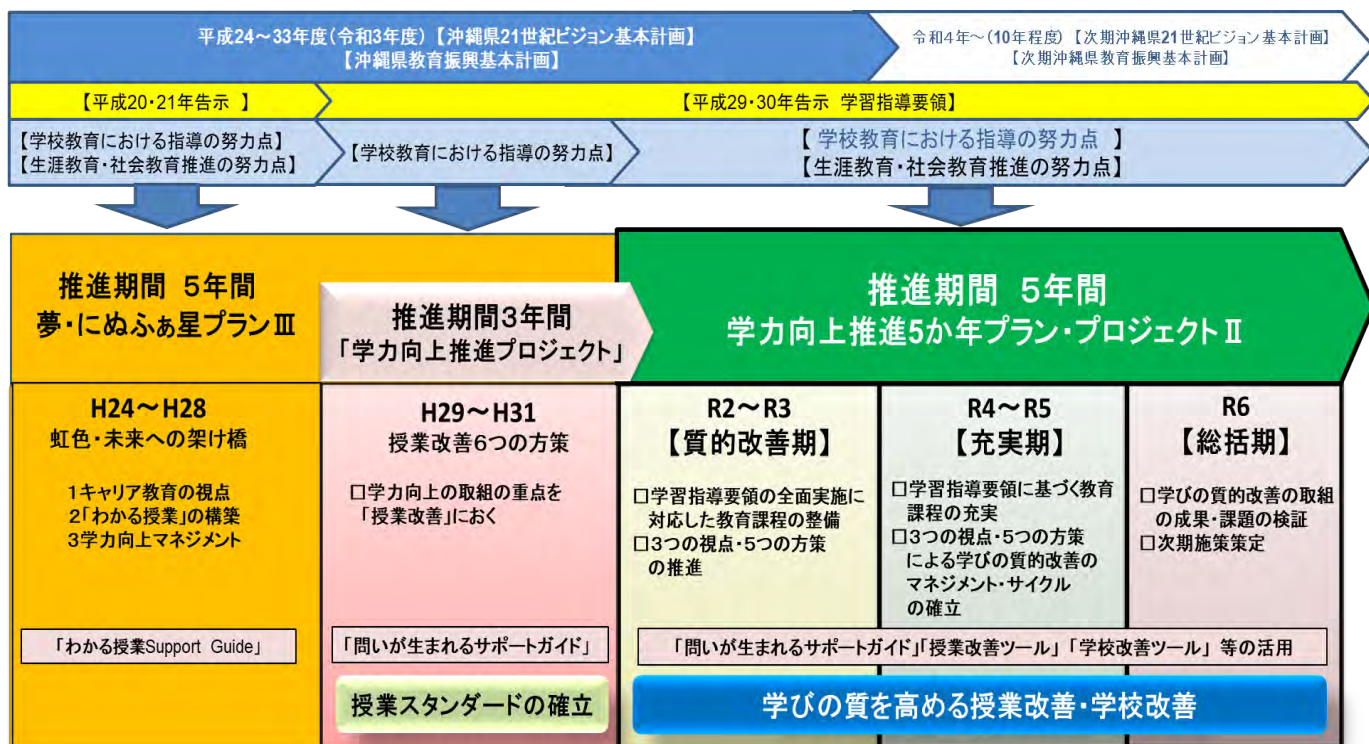 平成24～33年度(令和3年度)【沖縄県21世紀ビジョン基本計画】
【沖縄県教育振興基本計画】
令和4年～(10年程度)【次期沖縄県21世紀ビジョン基本計画】
【次期沖縄県教育振興基本計画】
【平成20・21年告示 】
【平成29・30年告示 学習指導要領】
【学校教育における指導の努力点】
【生涯教育・社会教育推進の努力点】
【学校教育における指導の努力点】
【 学校教育における指導の努力点 】
【生涯教育・社会教育推進の努力点】
推進期間 5年間
夢・にぬふぁ星プランⅢ
推進期間3年間
「学力向上推進プロジェクト」
推進期間 5年間
学力向上推進5か年プラン・プロジェクトⅡ
H24～H28
虹色・未来への架け橋
1キャリア教育の視点
2「わかる授業」の構築
3学力向上マネジメント
「わかる授業Support Guide」
H29～H31
授業改善6つの方策
□学力向上の取組の重点を
「授業改善」におく
「問いが生まれるサポートガイド」
授業スタンダードの確立
R2～R3
【質的改善期】
□学習指導要領の全面実施に
対応した教育課程の整備
□3つの視点・5つの方策
の推進
R4～R5
【充実期】
□学習指導要領に基づく教育
課程の充実
□3つの視点・5つの方策
による学びの質的改善の
マネジメント・サイクル
の確立
R6
【総括期】
□学びの質的改善の取組
の成果・課題の検証
□次期施策策定
「問いが生まれるサポートガイド」「授業改善ツール」「学校改善ツール」等の活用
学びの質を高める授業改善・学校改善